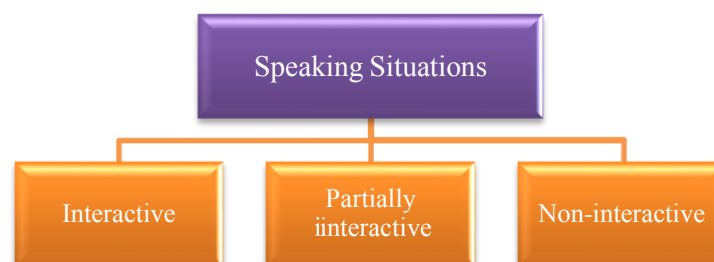 Speaking Situations
Interactive
Partially
iinteractive
Non-interactive